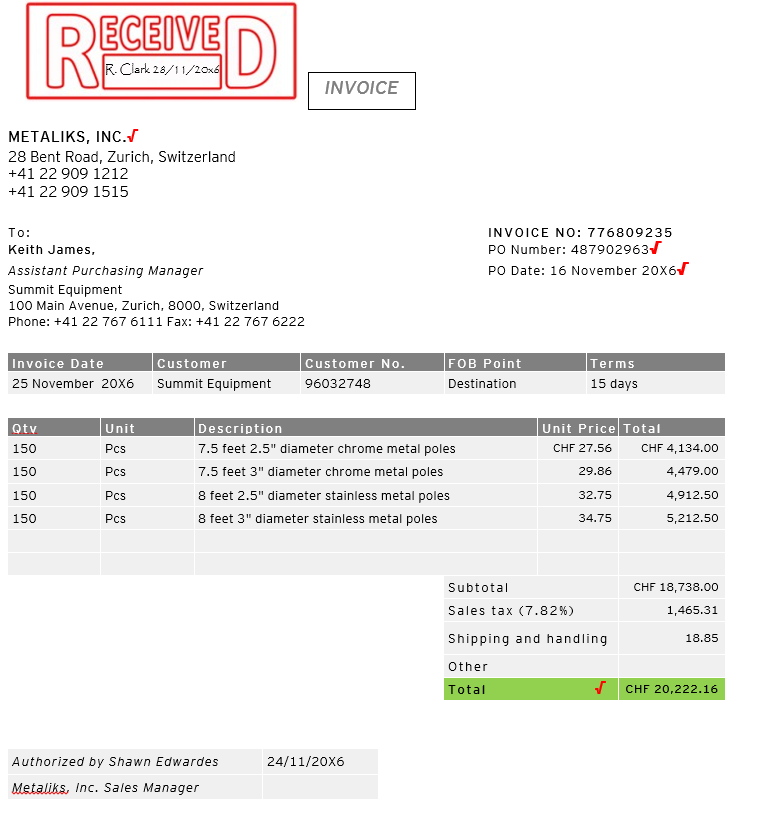 RECEIVED
R. Clark 28/11/20x6
INVOICE
METALIKS, INC.√
28 Bent Road, Zurich, Switzerland
+41 22 909 1212
+41 22 909 1515
To:
Keith James,
Assistant Purchasing Manager
Summit Equipment
100 Main Avenue, Zurich, 8000, Switzerland
Phone: +41 22 767 6111 Fax: +41 22 767 6222
INVOICE NO: 776809235
PO Number: 487902963√
PO Date: 16 November 20X6√
Invoice Date Customer Customer No. FOB Point Terms
25 November 20X6 Summit Equipment 96032748 Destination 15 days
Qty Unit Description Unit Price Total
150 Pcs 7.5 feet 2.5" diameter chrome metal poles CHF 27.56 CHF 4,134.00
150 Pcs 7.5 feet 3" diameter chrome metal poles 29.86 4,479.00
150 Pcs 8 feet 2.5" diameter stainless metal poles 32.75 4,912.50
150 Pcs 8 feet 3" diameter stainless metal poles 34.75 5,212.50
Subtotal CHF 18,738.00
Sales tax (7.82%) 1,465.31
Shipping and handling 18.85
Other
Total √ CHF 20,222.16
Authorized by Shawn Edwardes 24/11/20X6
Metaliks, Inc. Sales Manager